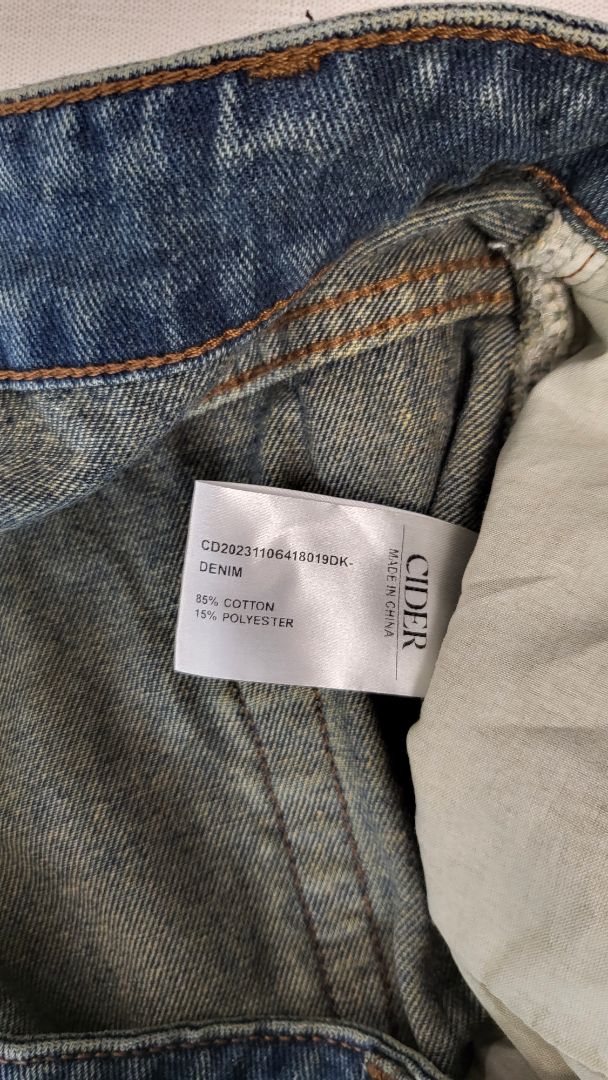 CD20231106418019DK-
DENIM
85% COTTON
15% POLYESTER
CIDER
MADE IN CHINA